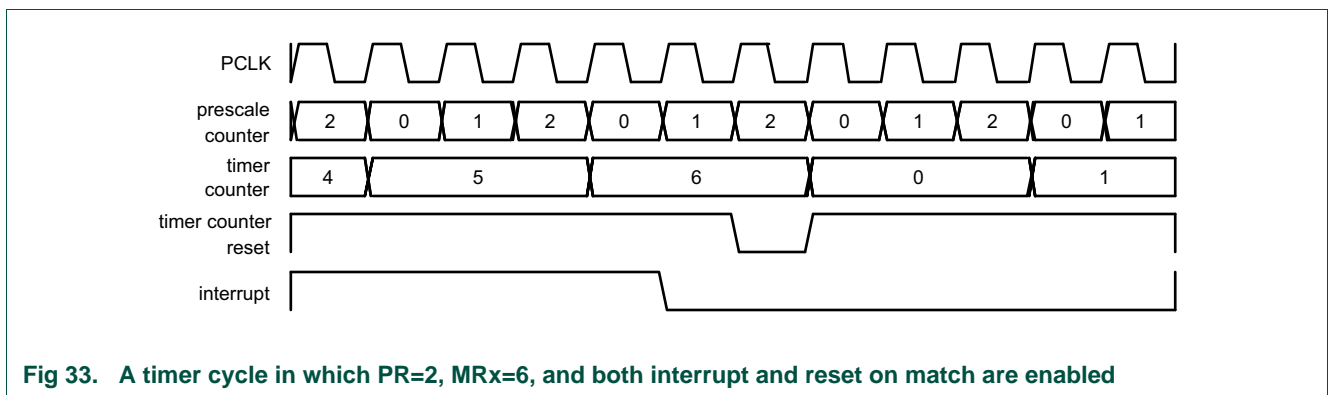 PCLK
prescale
counter
2 0 1 2 0 1 2 0 1 2 0 1
timer
counter
4 5 6 0 1
timer counter
reset
interrupt
Fig 33. A timer cycle in which PR=2, MRx=6, and both interrupt and reset on match are enabled